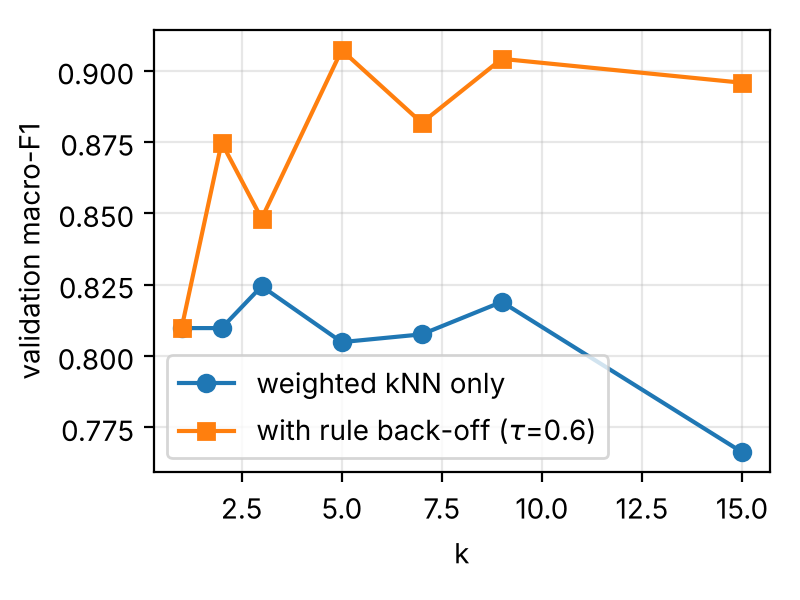 0.900
0.875
0.850
0.825
0.800
0.775
validation macro-F1
weighted kNN only
with rule back-off (τ=0.6)
2.5 5.0 7.5 10.0 12.5 15.0
k